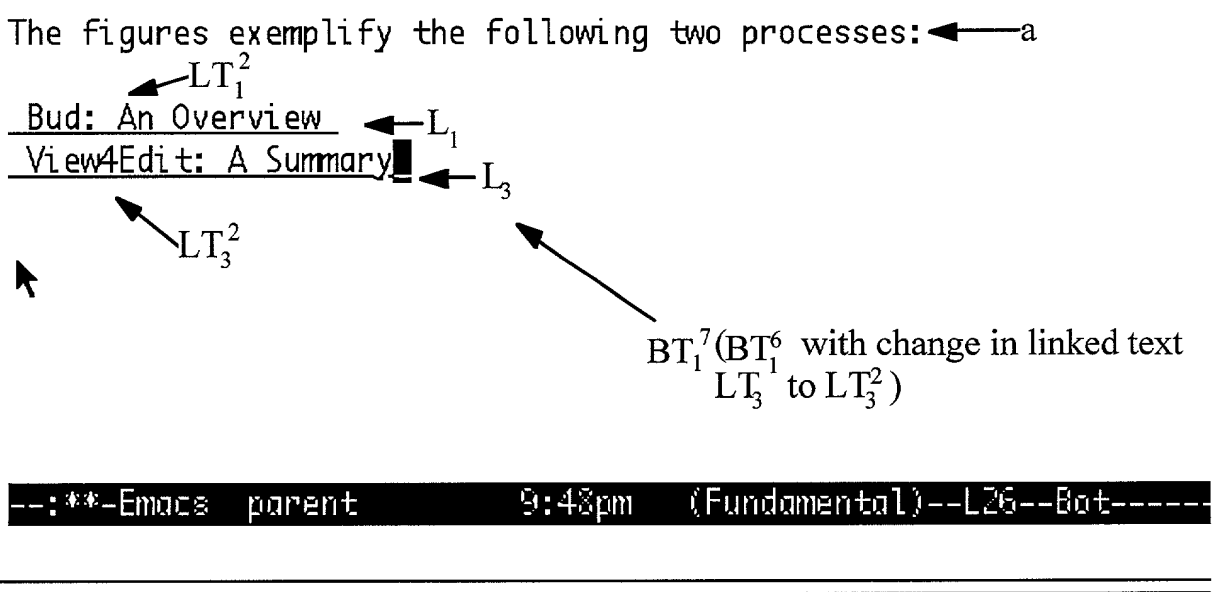 The figures exemplify the following two processes: a
LT₁²
Bud: An Overview L₁
View4Edit: A Summary L₃
LT₃²
BT₁⁷(BT₁⁶ with change in linked text
LT₃¹ to LT₃²)
--:**-Emacs parent 9:48pm (Fundamental)--L26--Bot------